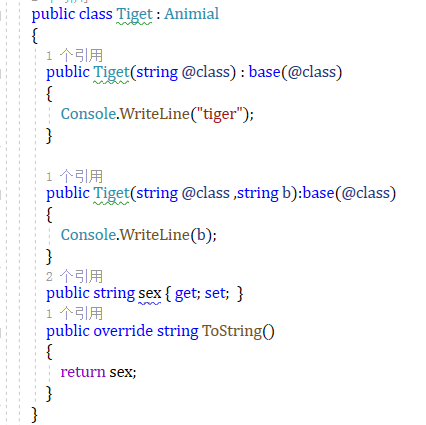 public class Tiget : Animial
{
1 个引用
public Tiget(string @class) : base(@class)
{
Console.WriteLine("tiger");
}
1 个引用
public Tiget(string @class ,string b):base(@class)
{
Console.WriteLine(b);
}
2 个引用
public string sex { get; set; }
1 个引用
public override string ToString()
{
return sex;
}
}